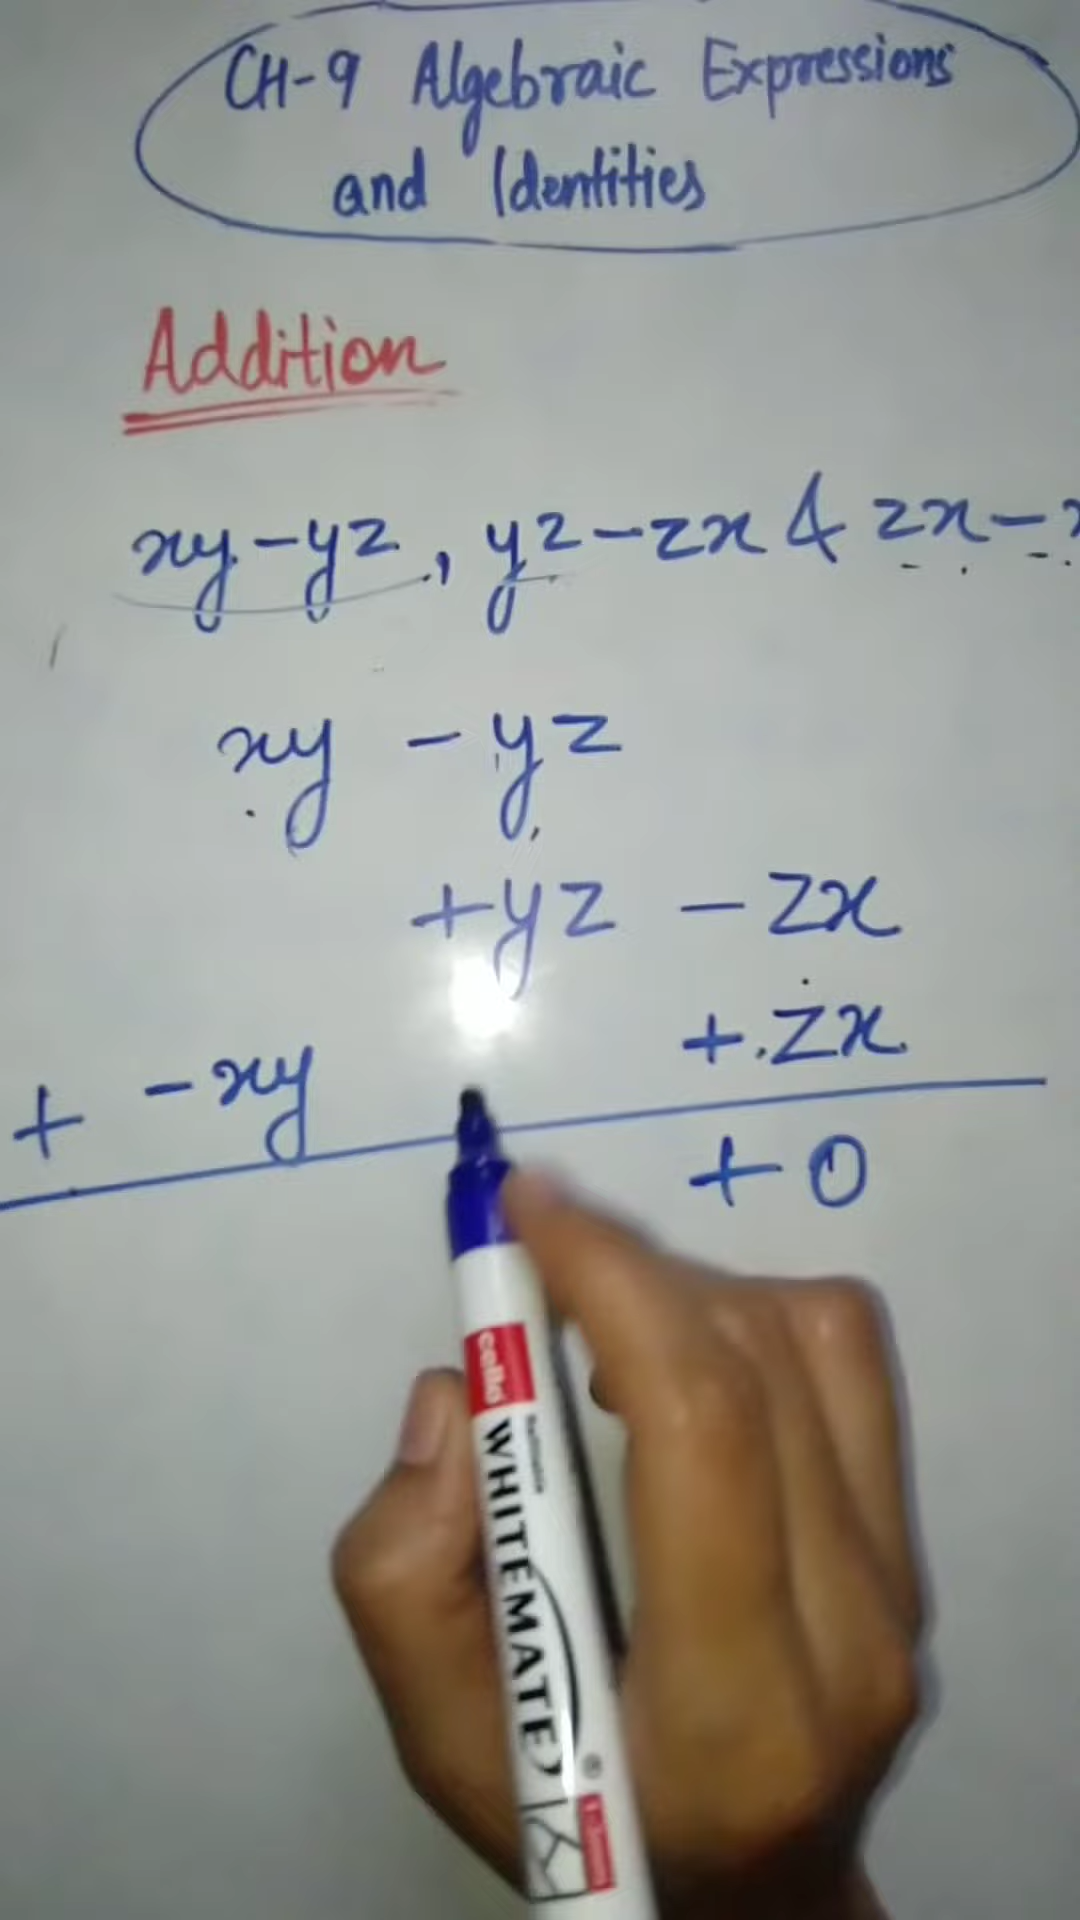 CH-9 Algebraic Expressions
and Identities
Addition
xy - yz, yz - zx & zx -
xy - yz
+yz - zx
+ - xy + zx
+ 0
cello
WHITEMATE